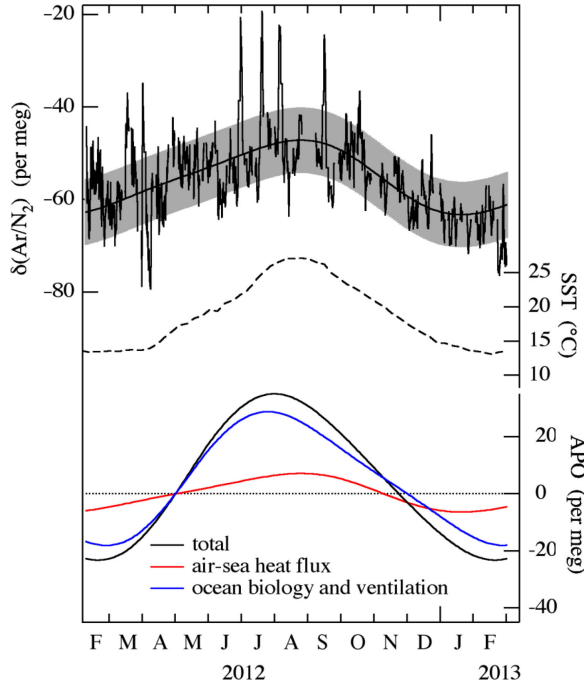 −20
−40
−60
−80
δ(Ar/N2) (per meg)
25
20
15
10
SST (°C)
20
0
−20
−40
APO (per meg)
total
air-sea heat flux
ocean biology and ventilation
F M A M J J A S O N D J F
2012 2013